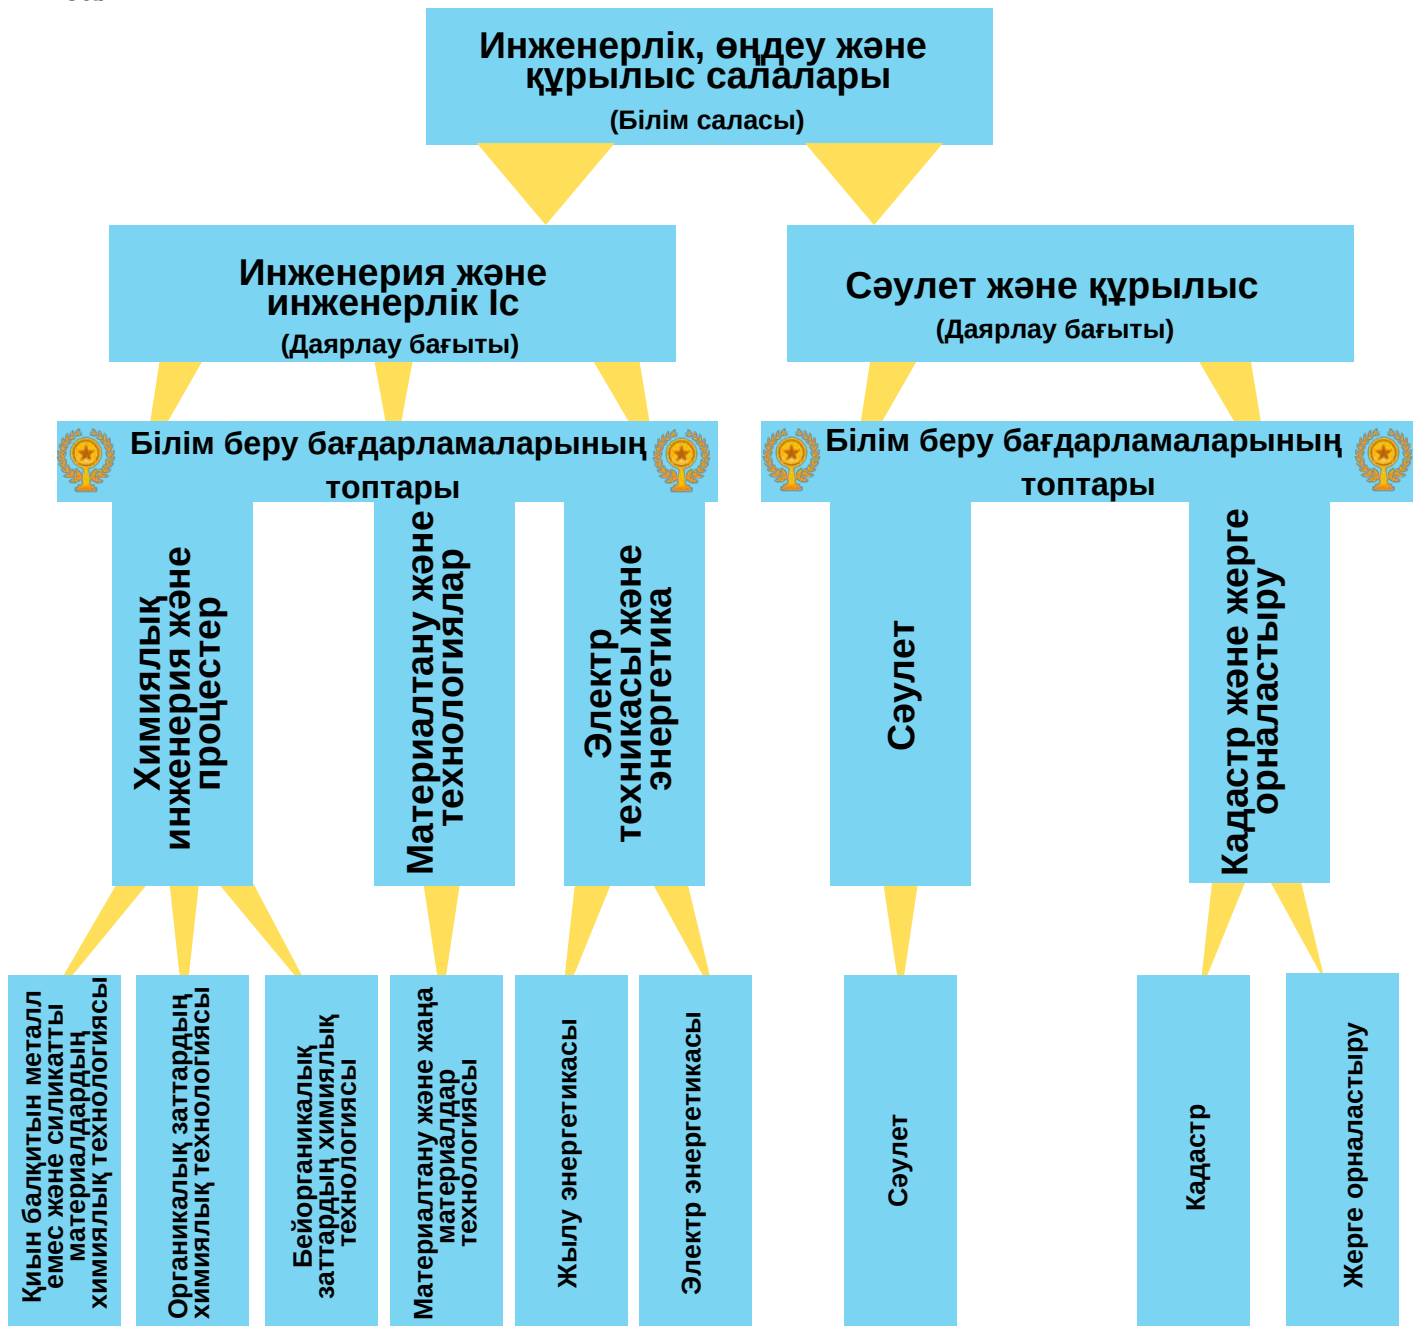 Инженерлік, өңдеу және
құрылыс салалары
(Білім саласы)
Инженерия және
инженерлік Іс
(Даярлау бағыты)
Сәулет және құрылыс
(Даярлау бағыты)
Білім беру бағдарламаларының
топтары
Білім беру бағдарламаларының
топтары
Химиялық
инженерия және
процестер
Материалтану және
технологиялар
Электр
техникасы және
энергетика
Сәулет
Кадастр және жерге
орналастыру
Қиын балқитын металл
емес және силикатты
материалдардың
химиялық технологиясы
Органикалық заттардың
химиялық технологиясы
Бейорганикалық
заттардың химиялық
технологиясы
Материалтану және жаңа
материалдар
технологиясы
Жылу энергетикасы
Электр энергетикасы
Сәулет
Кадастр
Жерге орналастыру